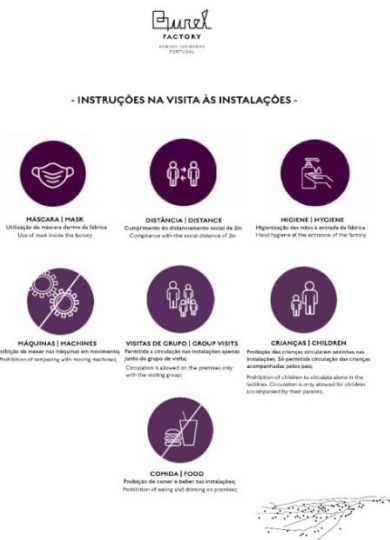 Burel
FACTORY
PORTUGAL
- INSTRUÇÕES NA VISITA ÀS INSTALAÇÕES -
MÁSCARA | MASK
Utilização de máscara dentro da fábrica
Use of mask inside the factory
DISTÂNCIA | DISTANCE
Cumprimento do distanciamento social de 2m
Compliance with the social distance of 2m
HIGIENE | HYGIENE
Higienização das mãos à entrada da fábrica
Hand hygiene at the entrance of the factory
MÁQUINAS | MACHINES
oibição de mexer nas máquinas em movimento;
Prohibition of tampering with moving machines;
VISITAS DE GRUPO | GROUP VISITS
Permitida a circulação nas instalações apenas
junto do grupo de visita;
Circulation is allowed on the premises only
with the visiting group;
CRIANÇAS | CHILDREN
Proibição das crianças circularem sozinhas nas
instalações. Só permitida circulação das crianças
acompanhadas pelos pais;
Prohibition of children to circulate alone in the
facilities. Circulation is only allowed for children
accompanied by their parents;
COMIDA | FOOD
Proibição de comer e beber nas instalações;
Prohibition of eating and drinking on premises;